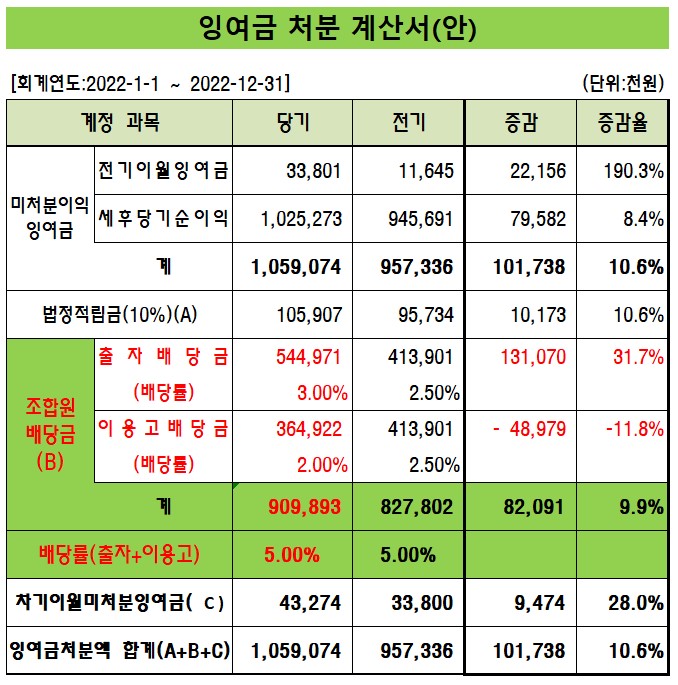 잉여금 처분 계산서(안)
[회계연도:2022-1-1 ~ 2022-12-31] (단위:천원)
계정 과목 당기 전기 증감 증감율
미처분이익
잉여금
전기이월잉여금 33,801 11,645 22,156 190.3%
세후당기순이익 1,025,273 945,691 79,582 8.4%
계 1,059,074 957,336 101,738 10.6%
법정적립금(10%)(A) 105,907 95,734 10,173 10.6%
조합원
배당금
(B)
출 자 배 당 금 544,971 413,901 131,070 31.7%
(배당률) 3.00% 2.50%
이 용 고 배 당 금 364,922 413,901 - 48,979 -11.8%
(배당률) 2.00% 2.50%
계 909,893 827,802 82,091 9.9%
배당률(출자+이용고) 5.00% 5.00%
차기이월미처분잉여금( C) 43,274 33,800 9,474 28.0%
잉여금처분액 합계(A+B+C) 1,059,074 957,336 101,738 10.6%